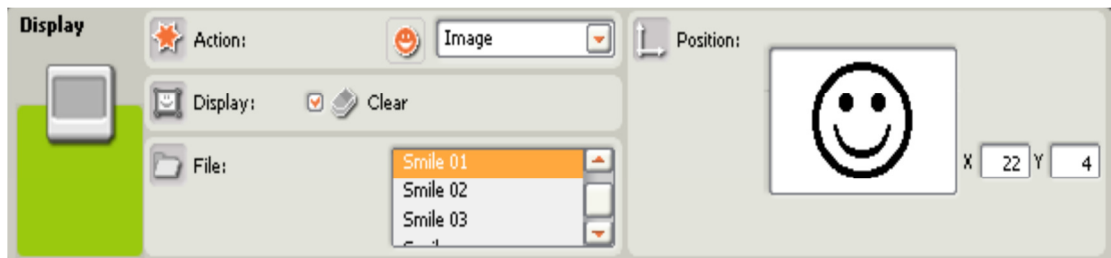 Display
Action:
Image
Display:
Clear
File:
Smile 01
Smile 02
Smile 03
Position:
X 22 Y 4